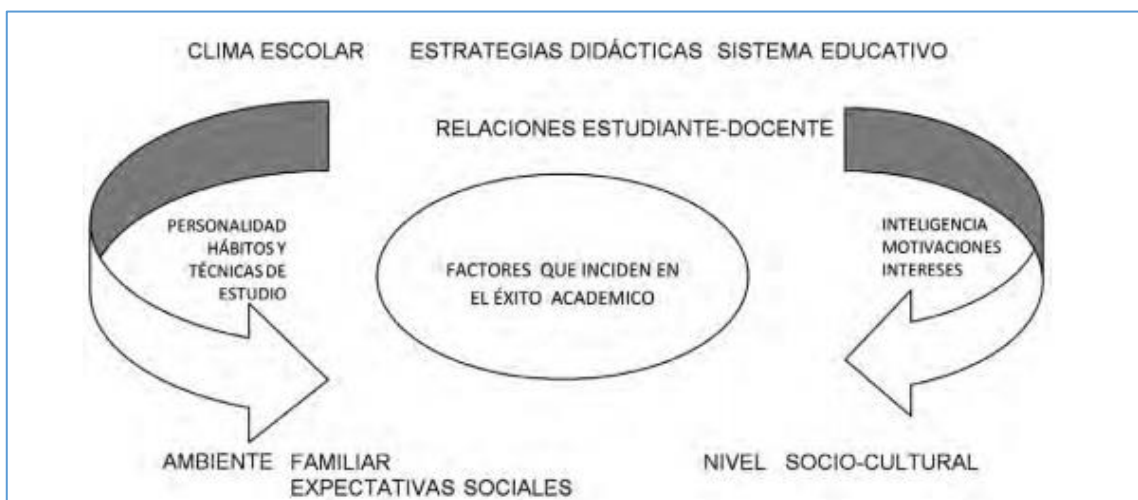 CLIMA ESCOLAR ESTRATEGIAS DIDÁCTICAS SISTEMA EDUCATIVO
RELACIONES ESTUDIANTE-DOCENTE
PERSONALIDAD
HÁBITOS Y
TÉCNICAS DE
ESTUDIO
FACTORES QUE INCIDEN EN
EL ÉXITO ACADEMICO
INTELIGENCIA
MOTIVACIONES
INTERESES
AMBIENTE FAMILIAR
EXPECTATIVAS SOCIALES
NIVEL SOCIO-CULTURAL